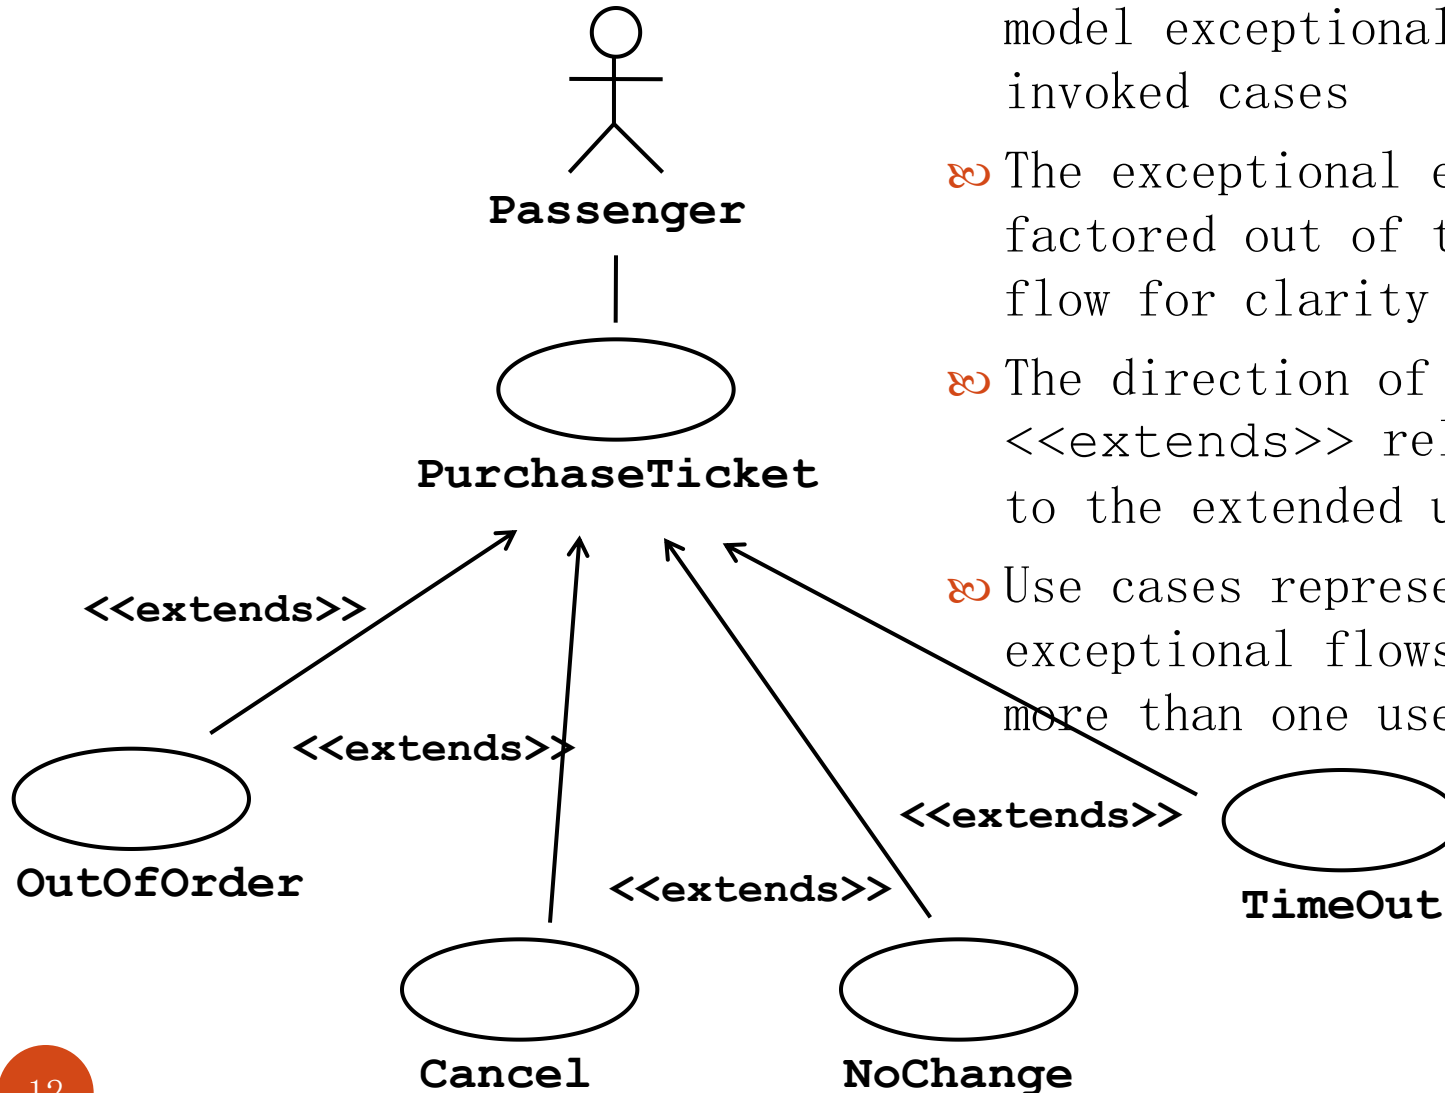 model exceptional
invoked cases
The exceptional e
factored out of t
flow for clarity
The direction of
<<extends>> rel
to the extended u
Use cases represe
exceptional flows
more than one use
Passenger
PurchaseTicket
<<extends>>
<<extends>>
<<extends>>
<<extends>>
OutOfOrder
TimeOut
Cancel
NoChange
12